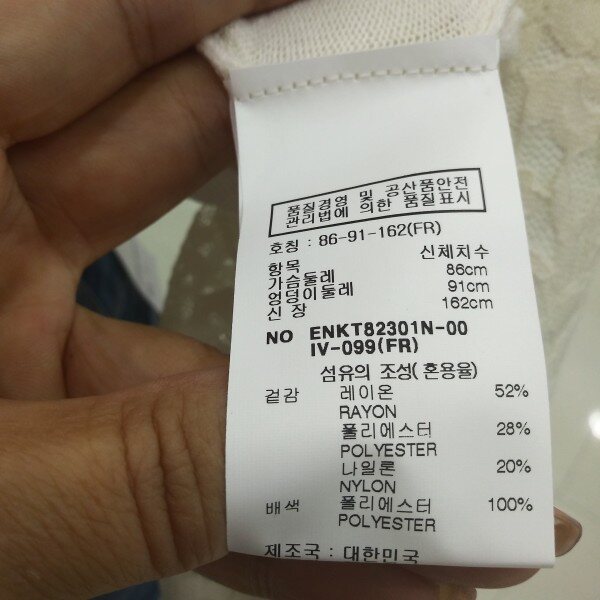 품질경영 및 공산품안전
관리법에 의한 품질표시
호칭 : 86-91-162(FR)
항목 신체치수
가슴둘레 86cm
엉덩이둘레 91cm
신 장 162cm
NO ENKT82301N-00
IV-099(FR)
섬유의 조성(혼용율)
겉감 레이온 52%
RAYON
폴리에스터 28%
POLYESTER
나일론 20%
NYLON
배색 폴리에스터 100%
POLYESTER
제조국 : 대한민국